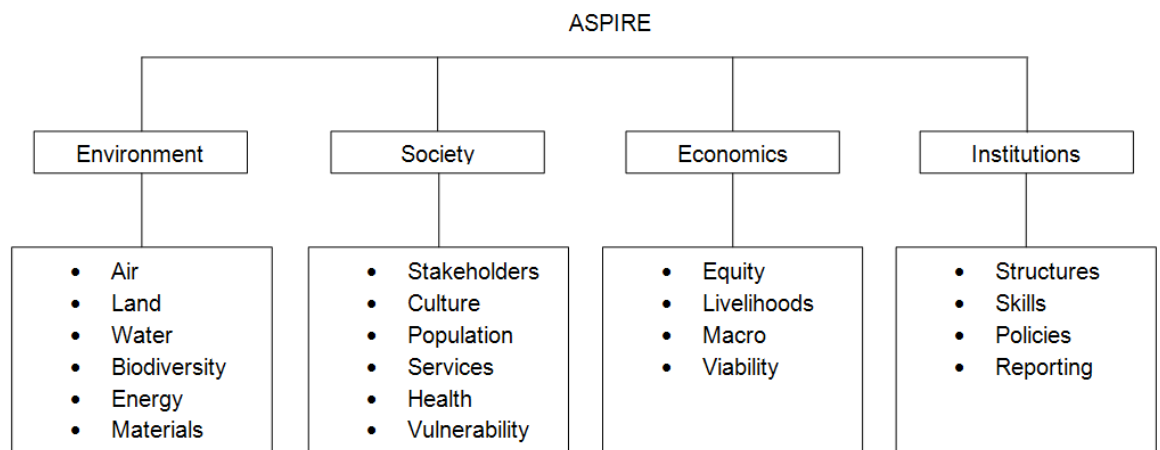 ASPIRE
Environment
Society
Economics
Institutions
• Air
• Land
• Water
• Biodiversity
• Energy
• Materials
• Stakeholders
• Culture
• Population
• Services
• Health
• Vulnerability
• Equity
• Livelihoods
• Macro
• Viability
• Structures
• Skills
• Policies
• Reporting